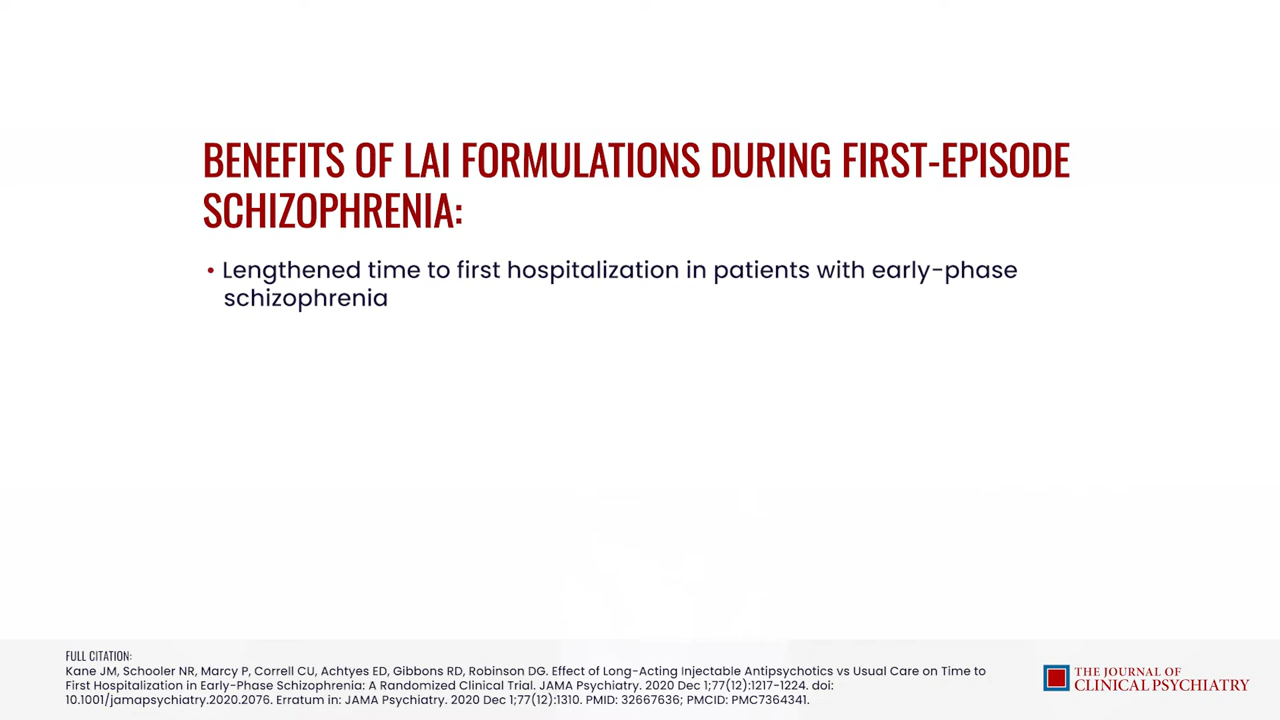 BENEFITS OF LAI FORMULATIONS DURING FIRST-EPISODE
SCHIZOPHRENIA:
• Lengthened time to first hospitalization in patients with early-phase
schizophrenia
FULL CITATION:
Kane JM, Schooler NR, Marcy P, Correll CU, Achtyes ED, Gibbons RD, Robinson DG. Effect of Long-Acting Injectable Antipsychotics vs Usual Care on Time to
First Hospitalization in Early-Phase Schizophrenia: A Randomized Clinical Trial. JAMA Psychiatry. 2020 Dec 1;77(12):1217-1224. doi:
10.1001/jamapsychiatry.2020.2076. Erratum in: JAMA Psychiatry. 2020 Dec 1;77(12):1310. PMID: 32667636; PMCID: PMC7364341.
THE JOURNAL OF
CLINICAL PSYCHIATRY